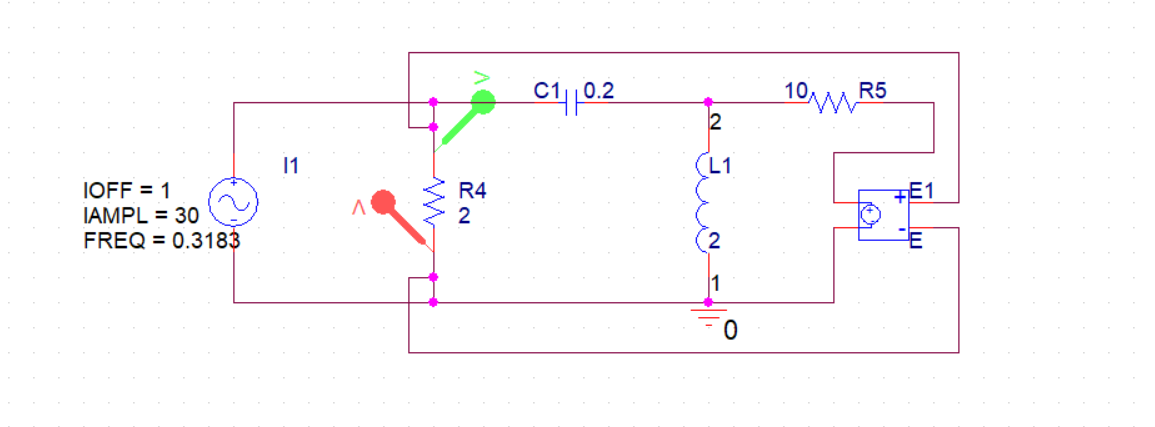 C1 0.2
10 R5
2
I1
L1
IOFF = 1
IAMPL = 30
FREQ = 0.3183
R4
2
+ E1
- E
2
1
0
V
V